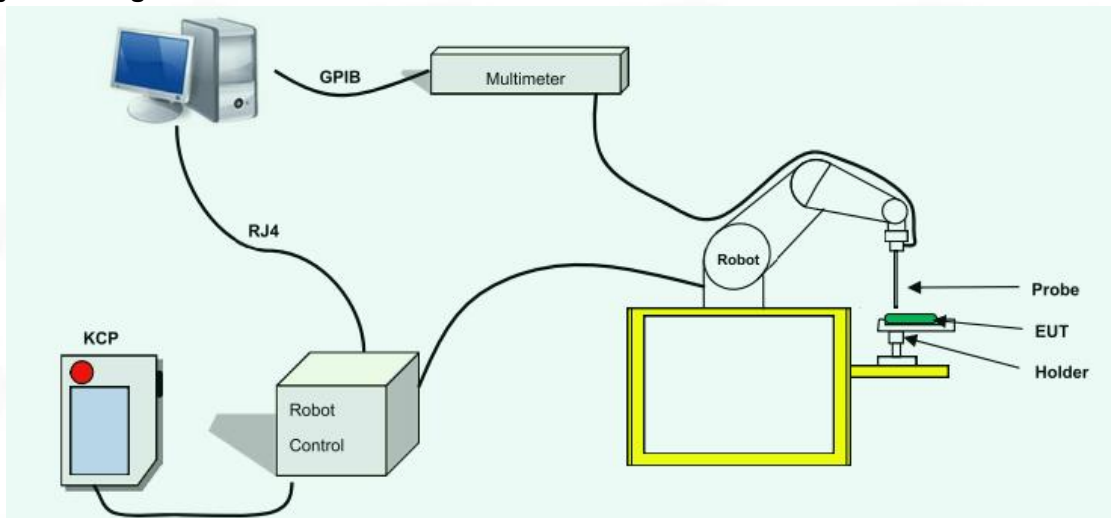 GPIB
Multimeter
RJ4
Robot
Probe
EUT
Holder
KCP
Robot
Control